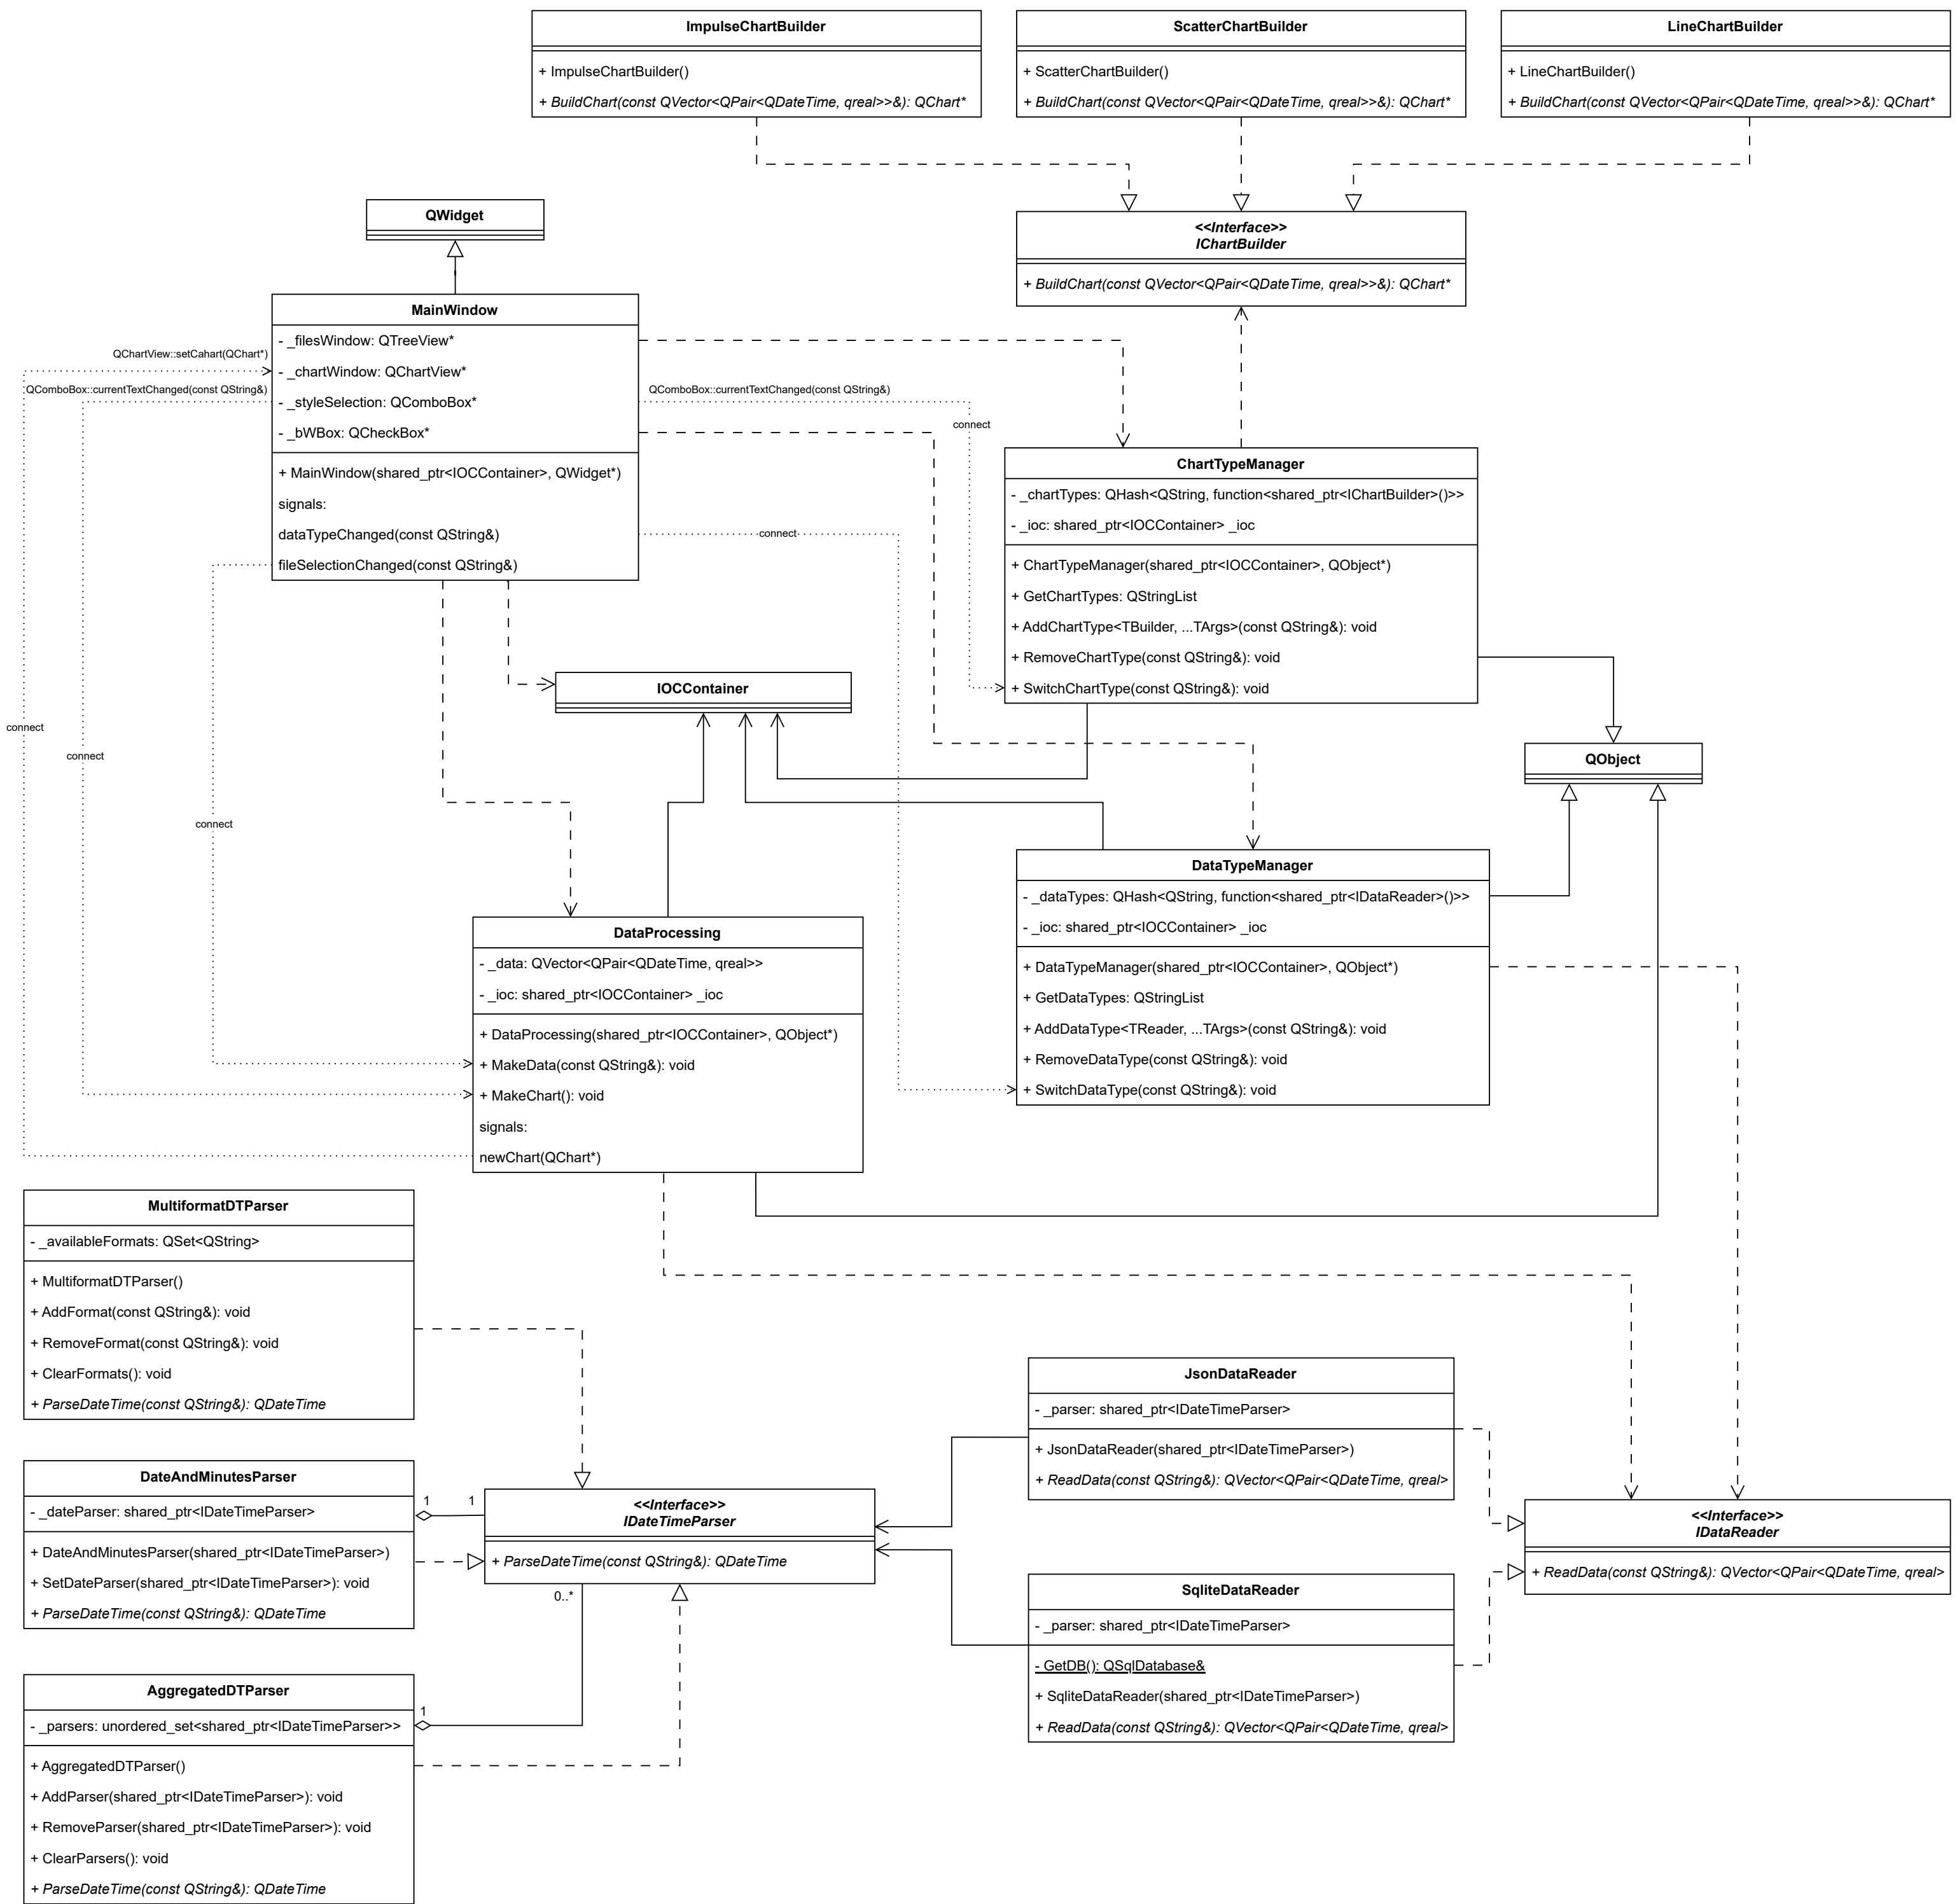 ImpulseChartBuilder
+ ImpulseChartBuilder()
+ BuildChart(const QVector<QPair<QDateTime, qreal>>&): QChart*
ScatterChartBuilder
+ ScatterChartBuilder()
+ BuildChart(const QVector<QPair<QDateTime, qreal>>&): QChart*
LineChartBuilder
+ LineChartBuilder()
+ BuildChart(const QVector<QPair<QDateTime, qreal>>&): QChart*
QWidget
<<Interface>>
IChartBuilder
+ BuildChart(const QVector<QPair<QDateTime, qreal>>&): QChart*
MainWindow
- _filesWindow: QTreeView*
- _chartWindow: QChartView*
- _styleSelection: QComboBox*
- _bWBox: QCheckBox*
+ MainWindow(shared_ptr<IOCContainer>, QWidget*)
signals:
dataTypeChanged(const QString&)
fileSelectionChanged(const QString&)
QChartView::setCahart(QChart*)
QComboBox::currentTextChanged(const QString&)
QComboBox::currentTextChanged(const QString&)
connect
connect
connect
connect
connect
ChartTypeManager
- _chartTypes: QHash<QString, function<shared_ptr<IChartBuilder>()>>
- _ioc: shared_ptr<IOCContainer> _ioc
+ ChartTypeManager(shared_ptr<IOCContainer>, QObject*)
+ GetChartTypes: QStringList
+ AddChartType<TBuilder, ...TArgs>(const QString&): void
+ RemoveChartType(const QString&): void
+ SwitchChartType(const QString&): void
IOCContainer
QObject
DataTypeManager
- _dataTypes: QHash<QString, function<shared_ptr<IDataReader>()>>
- _ioc: shared_ptr<IOCContainer> _ioc
+ DataTypeManager(shared_ptr<IOCContainer>, QObject*)
+ GetDataTypes: QStringList
+ AddDataType<TReader, ...TArgs>(const QString&): void
+ RemoveDataType(const QString&): void
+ SwitchDataType(const QString&): void
DataProcessing
- _data: QVector<QPair<QDateTime, qreal>>
- _ioc: shared_ptr<IOCContainer> _ioc
+ DataProcessing(shared_ptr<IOCContainer>, QObject*)
+ MakeData(const QString&): void
+ MakeChart(): void
signals:
newChart(QChart*)
MultiformatDTParser
- _availableFormats: QSet<QString>
+ MultiformatDTParser()
+ AddFormat(const QString&): void
+ RemoveFormat(const QString&): void
+ ClearFormats(): void
+ ParseDateTime(const QString&): QDateTime
DateAndMinutesParser
- _dateParser: shared_ptr<IDateTimeParser>
+ DateAndMinutesParser(shared_ptr<IDateTimeParser>)
+ SetDateParser(shared_ptr<IDateTimeParser>): void
+ ParseDateTime(const QString&): QDateTime
1
1
<<Interface>>
IDateTimeParser
+ ParseDateTime(const QString&): QDateTime
0..*
JsonDataReader
- _parser: shared_ptr<IDateTimeParser>
+ JsonDataReader(shared_ptr<IDateTimeParser>)
+ ReadData(const QString&): QVector<QPair<QDateTime, qreal>
<<Interface>>
IDataReader
+ ReadData(const QString&): QVector<QPair<QDateTime, qreal>
SqliteDataReader
- _parser: shared_ptr<IDateTimeParser>
- GetDB(): QSqlDatabase&
+ SqliteDataReader(shared_ptr<IDateTimeParser>)
+ ReadData(const QString&): QVector<QPair<QDateTime, qreal>
AggregatedDTParser
- _parsers: unordered_set<shared_ptr<IDateTimeParser>>
+ AggregatedDTParser()
+ AddParser(shared_ptr<IDateTimeParser>): void
+ RemoveParser(shared_ptr<IDateTimeParser>): void
+ ClearParsers(): void
+ ParseDateTime(const QString&): QDateTime
1